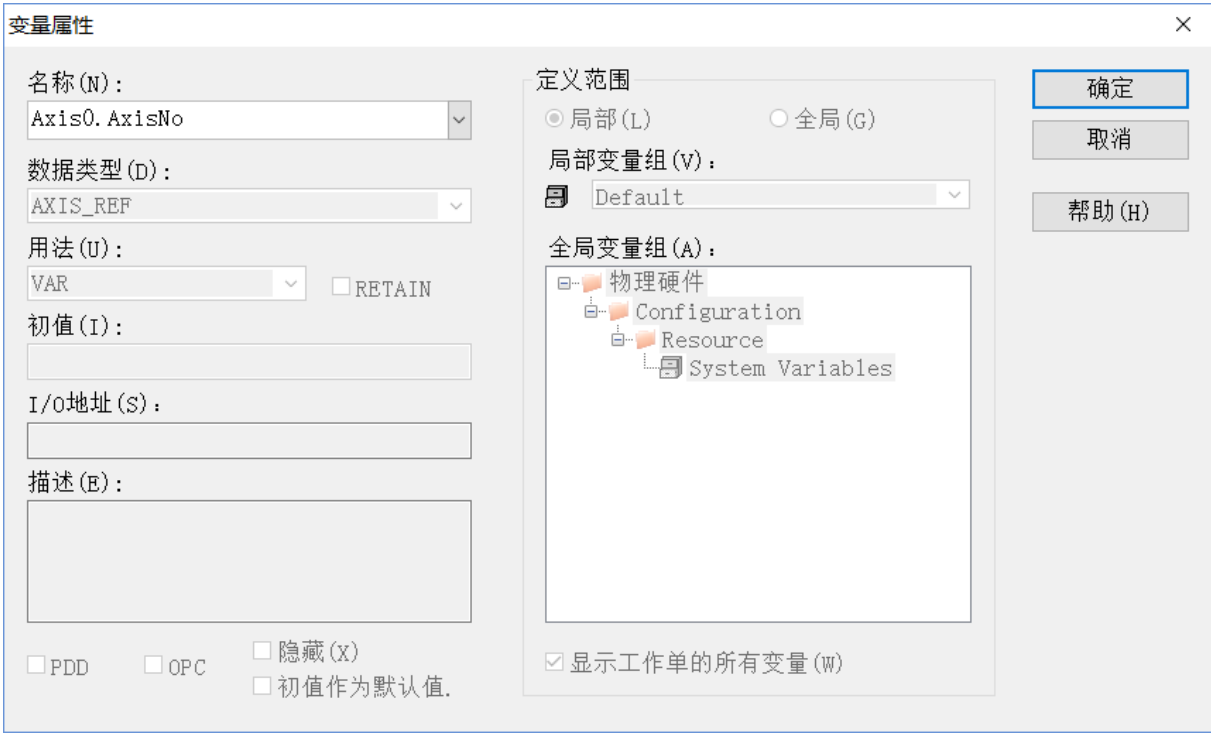 变量属性
名称(N):
Axis0.AxisNo
数据类型(D):
AXIS_REF
用法(U):
VAR
RETAIN
初值(I):
I/O地址(S):
描述(E):
PDD
OPC
隐藏(X)
初值作为默认值.
定义范围
局部(L)
全局(G)
局部变量组(V):
Default
全局变量组(A):
物理硬件
Configuration
Resource
System Variables
显示工作单的所有变量(W)
确定
取消
帮助(H)